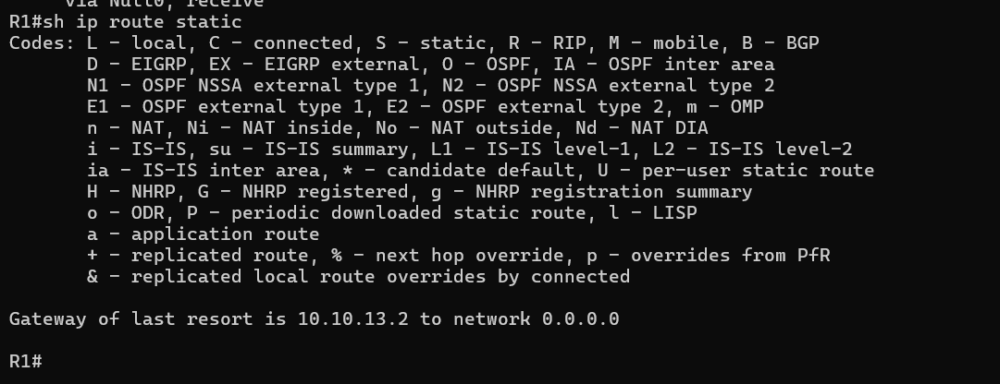 via Null0, receive
R1#sh ip route static
Codes: L - local, C - connected, S - static, R - RIP, M - mobile, B - BGP
       D - EIGRP, EX - EIGRP external, O - OSPF, IA - OSPF inter area
       N1 - OSPF NSSA external type 1, N2 - OSPF NSSA external type 2
       E1 - OSPF external type 1, E2 - OSPF external type 2, m - OMP
       n - NAT, Ni - NAT inside, No - NAT outside, Nd - NAT DIA
       i - IS-IS, su - IS-IS summary, L1 - IS-IS level-1, L2 - IS-IS level-2
       ia - IS-IS inter area, * - candidate default, U - per-user static route
       H - NHRP, G - NHRP registered, g - NHRP registration summary
       o - ODR, P - periodic downloaded static route, l - LISP
       a - application route
       + - replicated route, % - next hop override, p - overrides from PfR
       & - replicated local route overrides by connected
Gateway of last resort is 10.10.13.2 to network 0.0.0.0
R1#